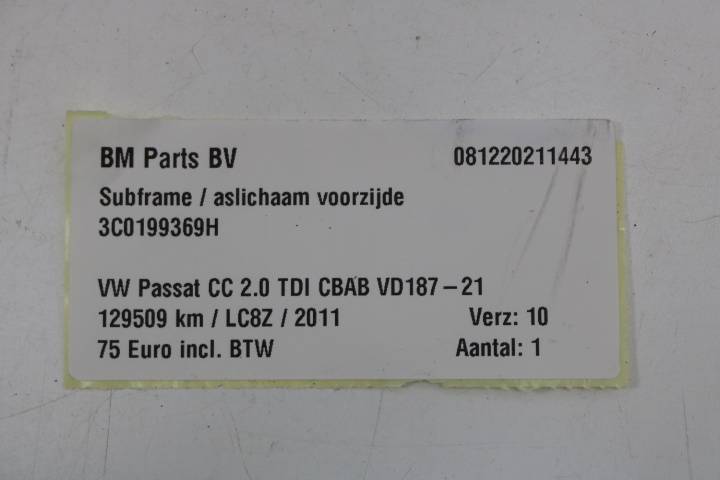 BM Parts BV 081220211443
Subframe / aslichaam voorzijde
3C0199369H
VW Passat CC 2.0 TDI CBAB VD187-21
129509 km / LC8Z / 2011 Verz: 10
75 Euro incl. BTW Aantal: 1